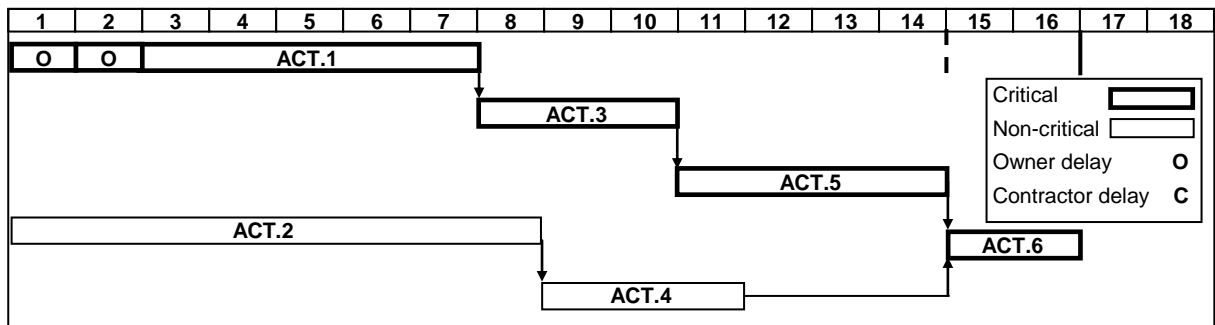 1 2 3 4 5 6 7 8 9 10 11 12 13 14 15 16 17 18
O O ACT.1
ACT.3
ACT.5
ACT.2
ACT.6
ACT.4
Critical
Non-critical
Owner delay O
Contractor delay C